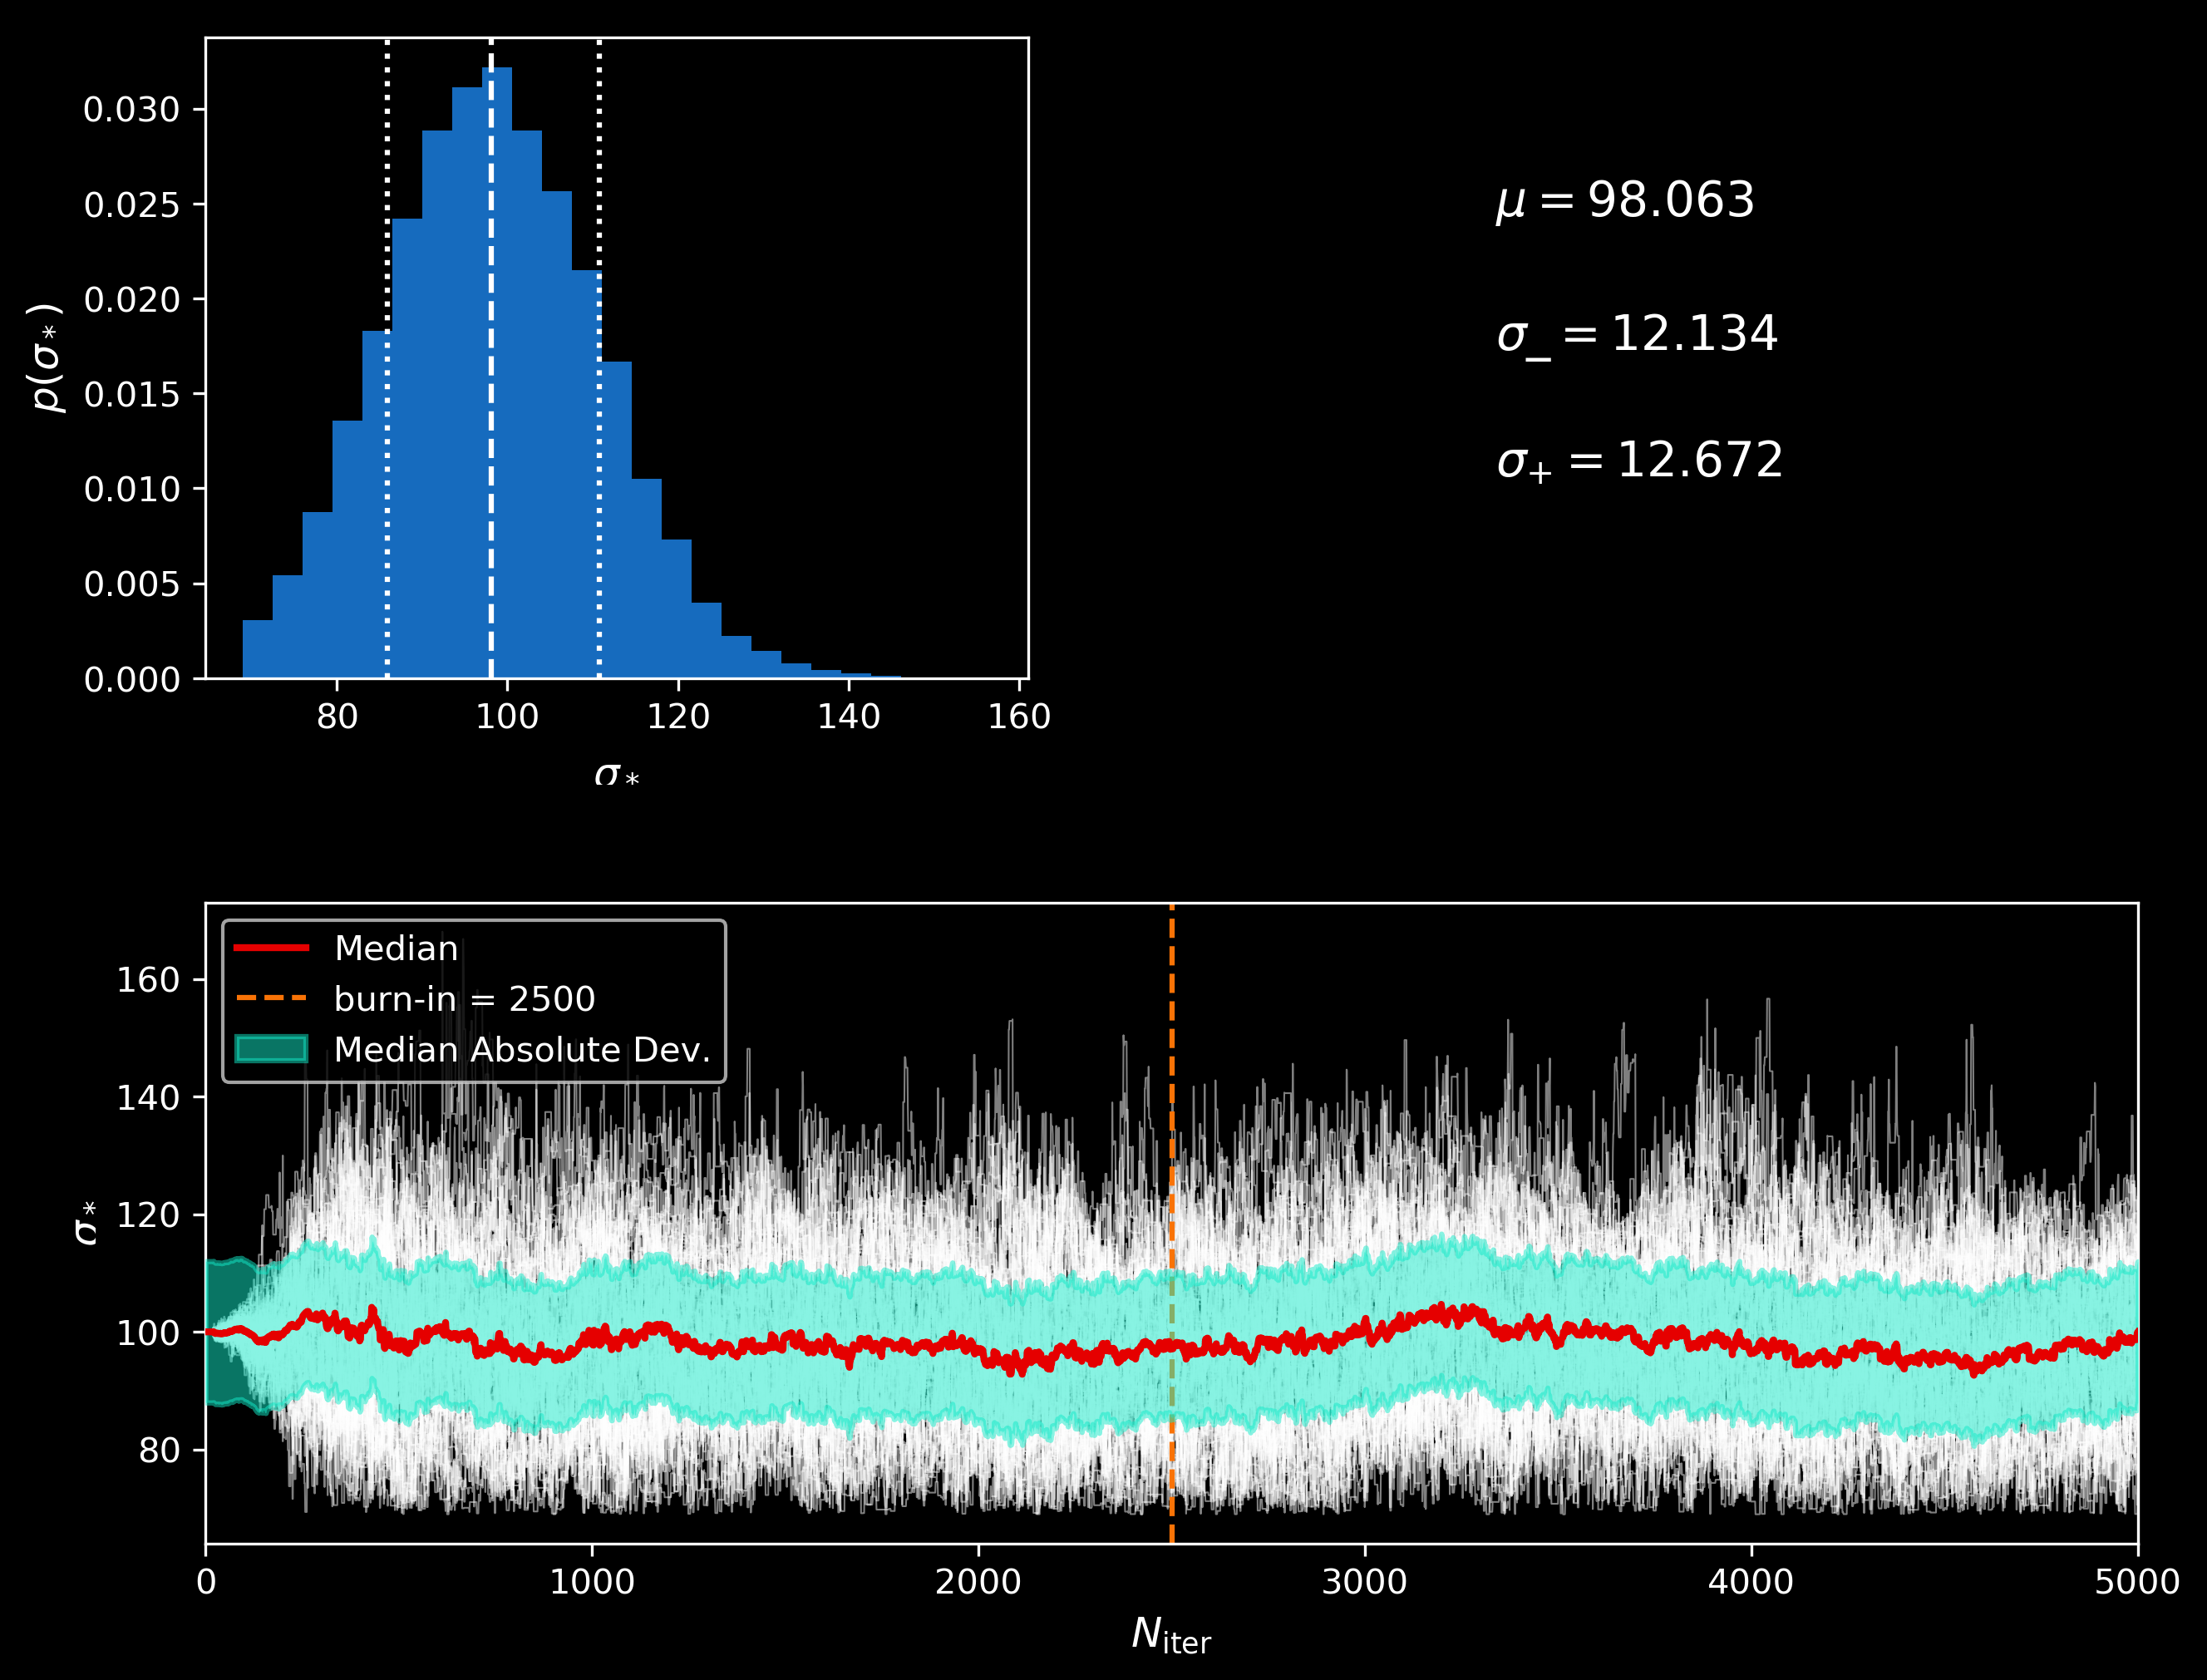 p(σ*)
0.030
0.025
0.020
0.015
0.010
0.005
0.000
80 100 120 140 160
σ*
μ = 98.063
σ_ = 12.134
σ+ = 12.672
Median
burn-in = 2500
Median Absolute Dev.
σ*
160
140
120
100
80
0 1000 2000 3000 4000 5000
Niter